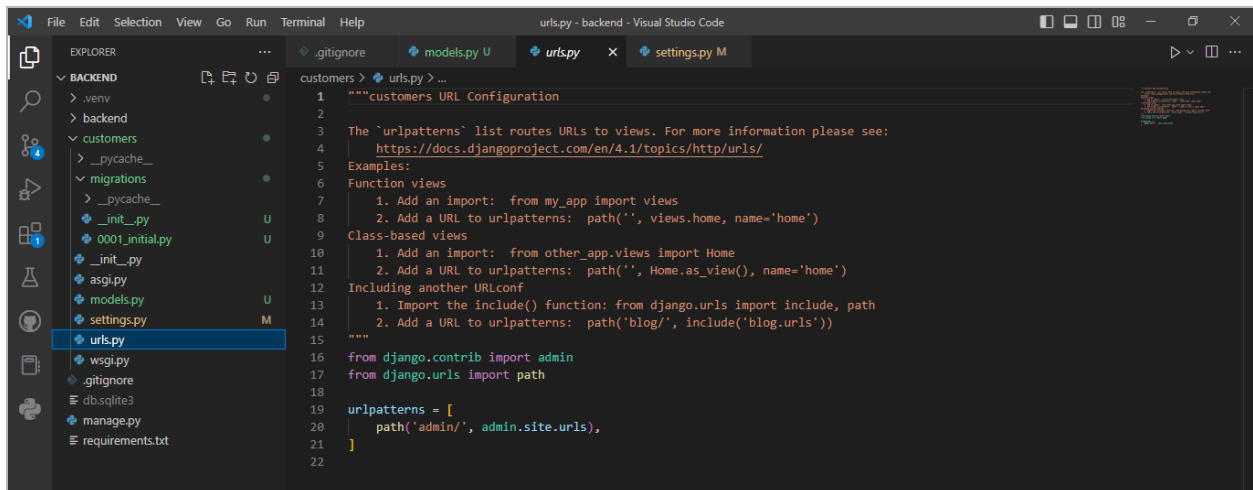 File Edit Selection View Go Run Terminal Help
urls.py - backend - Visual Studio Code
EXPLORER
BACKEND
.venv
backend
customers
__pycache__
migrations
__pycache__
__init__.py U
0001_initial.py U
__init__.py
asgi.py
models.py U
settings.py M
urls.py
wsgi.py
.gitignore
db.sqlite3
manage.py
requirements.txt
4
1
.gitignore
models.py U
urls.py
settings.py M
customers > urls.py > ...
1 """customers URL Configuration
2
3 The `urlpatterns` list routes URLs to views. For more information please see:
4     https://docs.djangoproject.com/en/4.1/topics/http/urls/
5 Examples:
6 Function views
7     1. Add an import:  from my_app import views
8     2. Add a URL to urlpatterns:  path('', views.home, name='home')
9 Class-based views
10     1. Add an import:  from other_app.views import Home
11     2. Add a URL to urlpatterns:  path('', Home.as_view(), name='home')
12 Including another URLconf
13     1. Import the include() function: from django.urls import include, path
14     2. Add a URL to urlpatterns:  path('blog/', include('blog.urls'))
15 """
16 from django.contrib import admin
17 from django.urls import path
18
19 urlpatterns = [
20     path('admin/', admin.site.urls),
21 ]
22